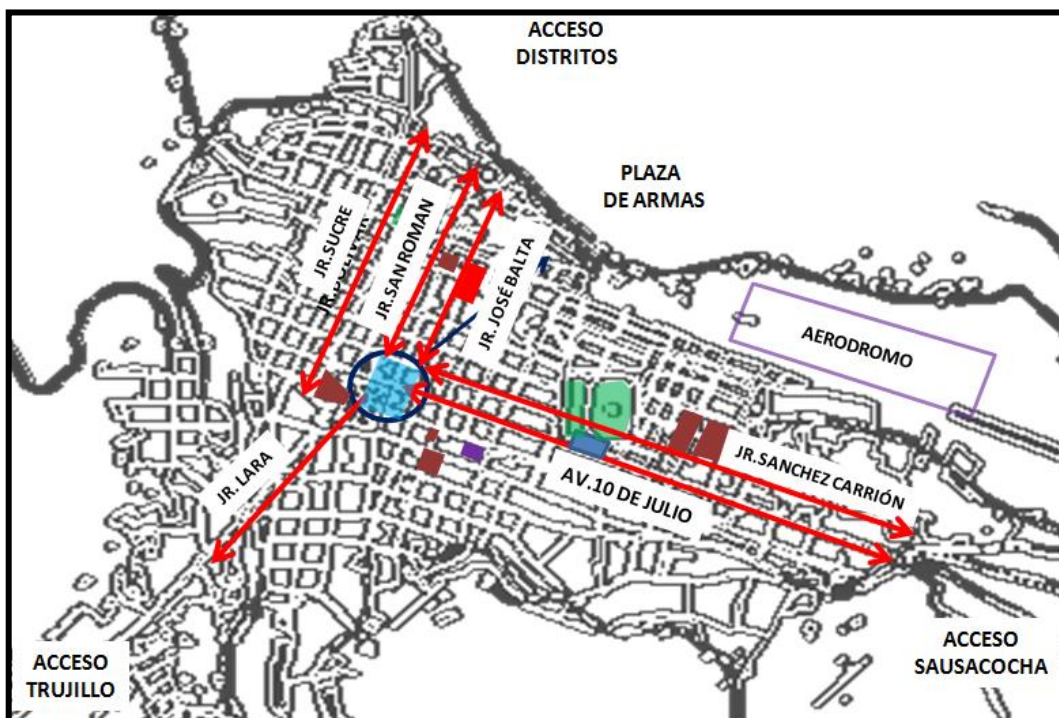 ACCESO
DISTRITOS
PLAZA
DE ARMAS
JR.SUCRE
JR.SAN ROMAN
JR. JOSÉ BALTA
AERODROMO
JR. LARA
AV.10 DE JULIO
JR.SANCHEZ CARRIÓN
ACCESO
TRUJILLO
ACCESO
SAUSACOCHA